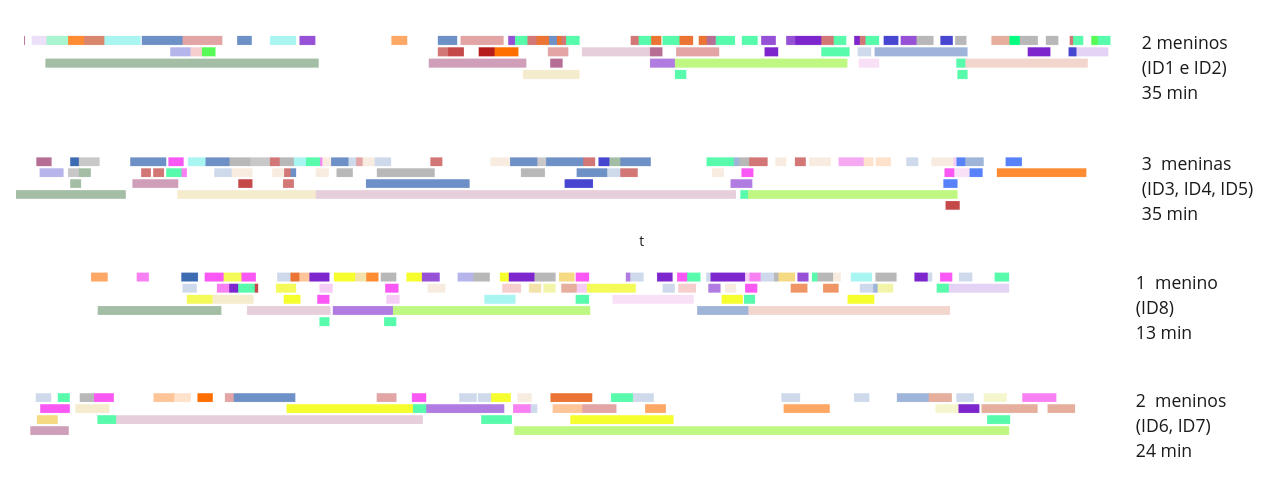 2 meninos
(ID1 e ID2)
35 min
3 meninas
(ID3, ID4, ID5)
35 min
t
1 menino
(ID8)
13 min
2 meninos
(ID6, ID7)
24 min